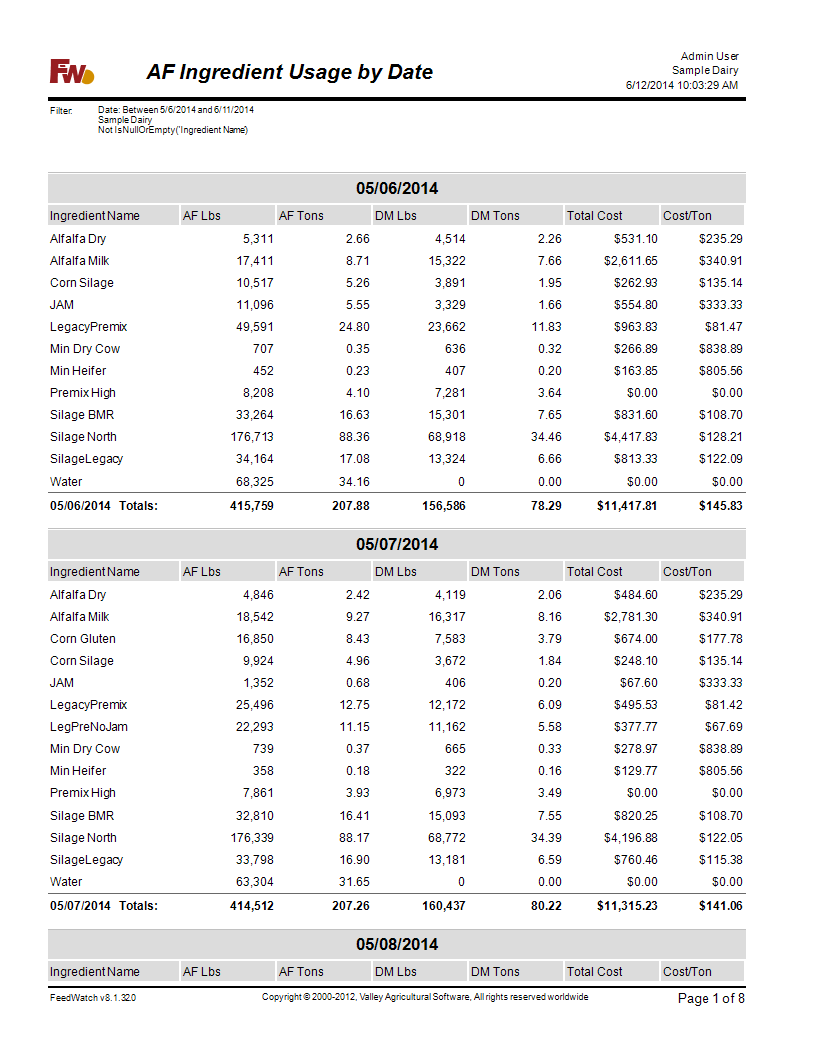 FW
AF Ingredient Usage by Date
Admin User
Sample Dairy
6/12/2014 10:03:29 AM
Filter: Date: Between 5/6/2014 and 6/11/2014
Sample Dairy
Not IsNullOrEmpty('Ingredient Name')
05/06/2014
Ingredient Name AF Lbs AF Tons DM Lbs DM Tons Total Cost Cost/Ton
Alfalfa Dry 5,311 2.66 4,514 2.26 $531.10 $235.29
Alfalfa Milk 17,411 8.71 15,322 7.66 $2,611.65 $340.91
Corn Silage 10,517 5.26 3,891 1.95 $262.93 $135.14
JAM 11,096 5.55 3,329 1.66 $554.80 $333.33
LegacyPremix 49,591 24.80 23,662 11.83 $963.83 $81.47
Min Dry Cow 707 0.35 636 0.32 $266.89 $838.89
Min Heifer 452 0.23 407 0.20 $163.85 $805.56
Premix High 8,208 4.10 7,281 3.64 $0.00 $0.00
Silage BMR 33,264 16.63 15,301 7.65 $831.60 $108.70
Silage North 176,713 88.36 68,918 34.46 $4,417.83 $128.21
SilageLegacy 34,164 17.08 13,324 6.66 $813.33 $122.09
Water 68,325 34.16 0 0.00 $0.00 $0.00
05/06/2014 Totals: 415,759 207.88 156,586 78.29 $11,417.81 $145.83
05/07/2014
Ingredient Name AF Lbs AF Tons DM Lbs DM Tons Total Cost Cost/Ton
Alfalfa Dry 4,846 2.42 4,119 2.06 $484.60 $235.29
Alfalfa Milk 18,542 9.27 16,317 8.16 $2,781.30 $340.91
Corn Gluten 16,850 8.43 7,583 3.79 $674.00 $177.78
Corn Silage 9,924 4.96 3,672 1.84 $248.10 $135.14
JAM 1,352 0.68 406 0.20 $67.60 $333.33
LegacyPremix 25,496 12.75 12,172 6.09 $495.53 $81.42
LegPreNoJam 22,293 11.15 11,162 5.58 $377.77 $67.69
Min Dry Cow 739 0.37 665 0.33 $278.97 $838.89
Min Heifer 358 0.18 322 0.16 $129.77 $805.56
Premix High 7,861 3.93 6,973 3.49 $0.00 $0.00
Silage BMR 32,810 16.41 15,093 7.55 $820.25 $108.70
Silage North 176,339 88.17 68,772 34.39 $4,196.88 $122.05
SilageLegacy 33,798 16.90 13,181 6.59 $760.46 $115.38
Water 63,304 31.65 0 0.00 $0.00 $0.00
05/07/2014 Totals: 414,512 207.26 160,437 80.22 $11,315.23 $141.06
05/08/2014
Ingredient Name AF Lbs AF Tons DM Lbs DM Tons Total Cost Cost/Ton
FeedWatch v8.1.32.0 Copyright © 2000-2012, Valley Agricultural Software, All rights reserved worldwide Page 1 of 8